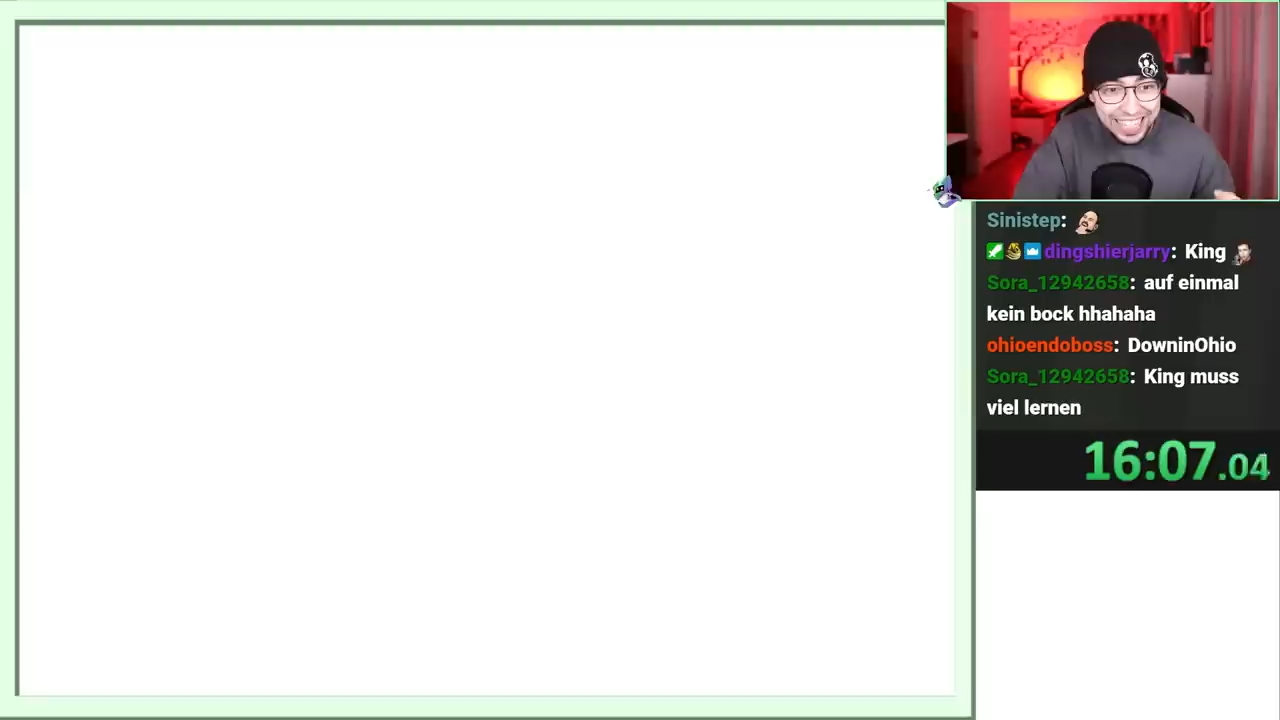 Sinistep:
dingshierjarry: King
Sora_12942658: auf einmal
kein bock hhahaha
ohioendoboss: DowninOhio
Sora_12942658: King muss
viel lernen
16:07.04